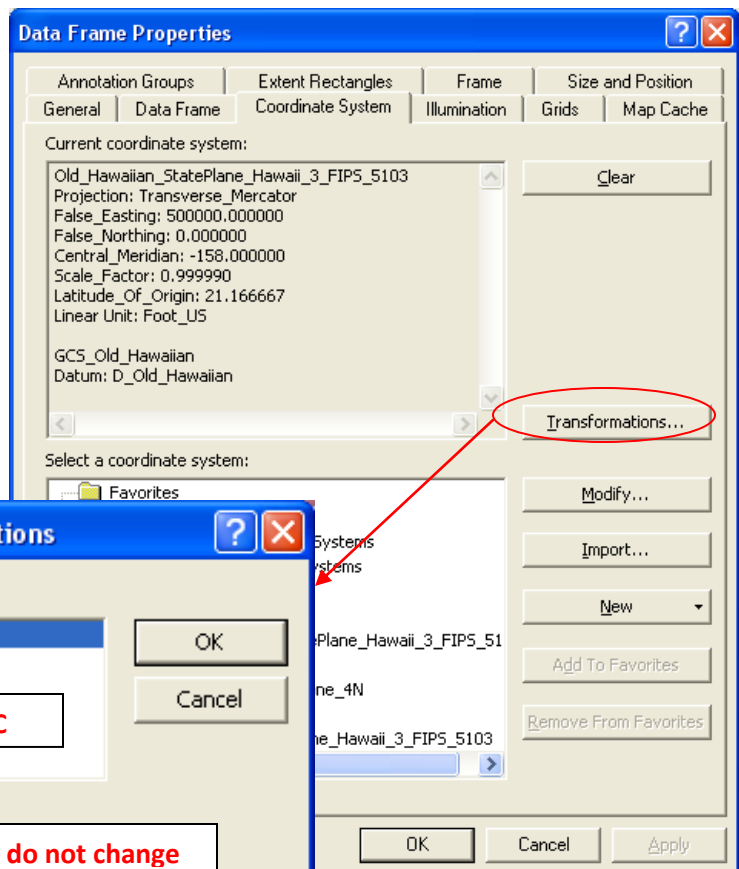 Data Frame Properties
Annotation Groups Extent Rectangles Frame Size and Position
General Data Frame Coordinate System Illumination Grids Map Cache
Current coordinate system:
Old_Hawaiian_StatePlane_Hawaii_3_FIPS_5103
Projection: Transverse_Mercator
False_Easting: 500000.000000
False_Northing: 0.000000
Central_Meridian: -158.000000
Scale_Factor: 0.999990
Latitude_Of_Origin: 21.166667
Linear Unit: Foot_US
GCS_Old_Hawaiian
Datum: D_Old_Hawaiian
Clear
Transformations...
Select a coordinate system:
Favorites
Systems
ystems
ePlane_Hawaii_3_FIPS_51
ne_4N
ne_Hawaii_3_FIPS_5103
Modify...
Import...
New
Add To Favorites
Remove From Favorites
OK Cancel Apply
tions
OK
Cancel
C
do not change